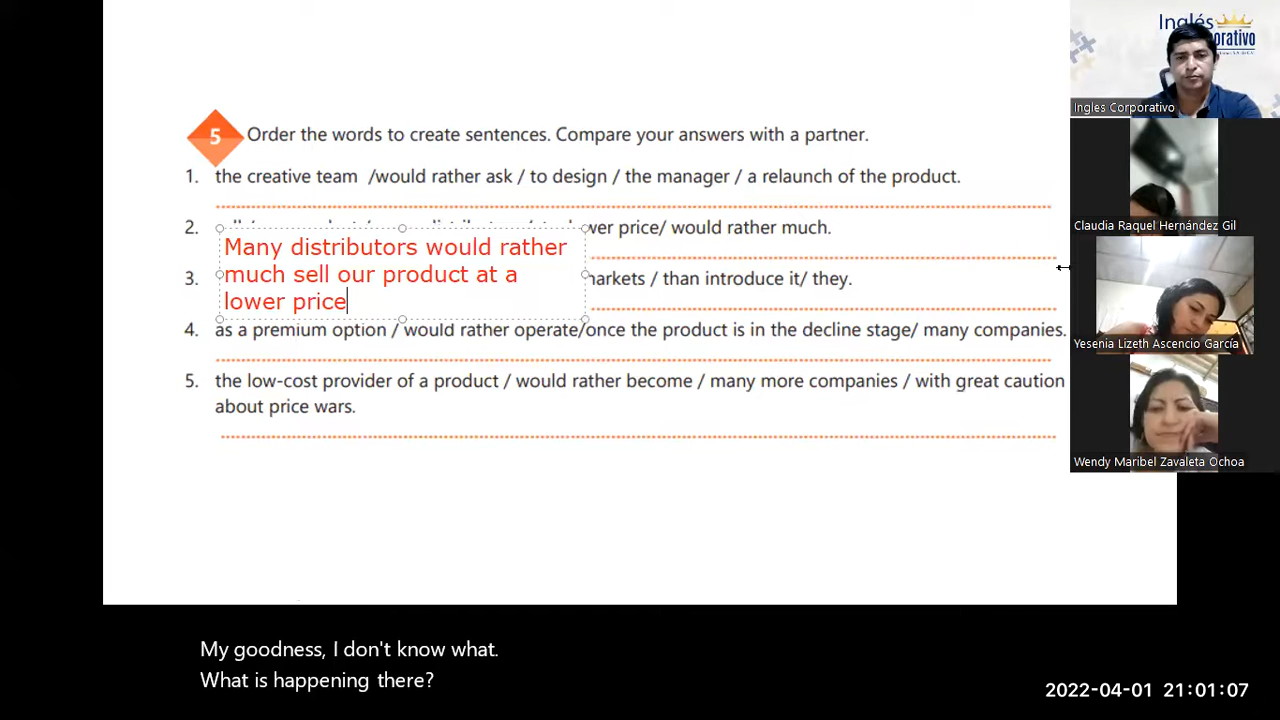 Inglés
orativo
Ingles Corporativo
5 Order the words to create sentences. Compare your answers with a partner.
1. the creative team /would rather ask / to design / the manager / a relaunch of the product.
Claudia Raquel Hernández Gil
2. wer price/ would rather much.
Many distributors would rather
much sell our product at a
lower price
3. markets / than introduce it/ they.
4. as a premium option / would rather operate/once the product is in the decline stage/ many companies.
Yesenia Lizeth Ascencio García
5. the low-cost provider of a product / would rather become / many more companies / with great caution
about price wars.
Wendy Maribel Zavaleta Ochoa
My goodness, I don't know what.
What is happening there?
2022-04-01 21:01:07